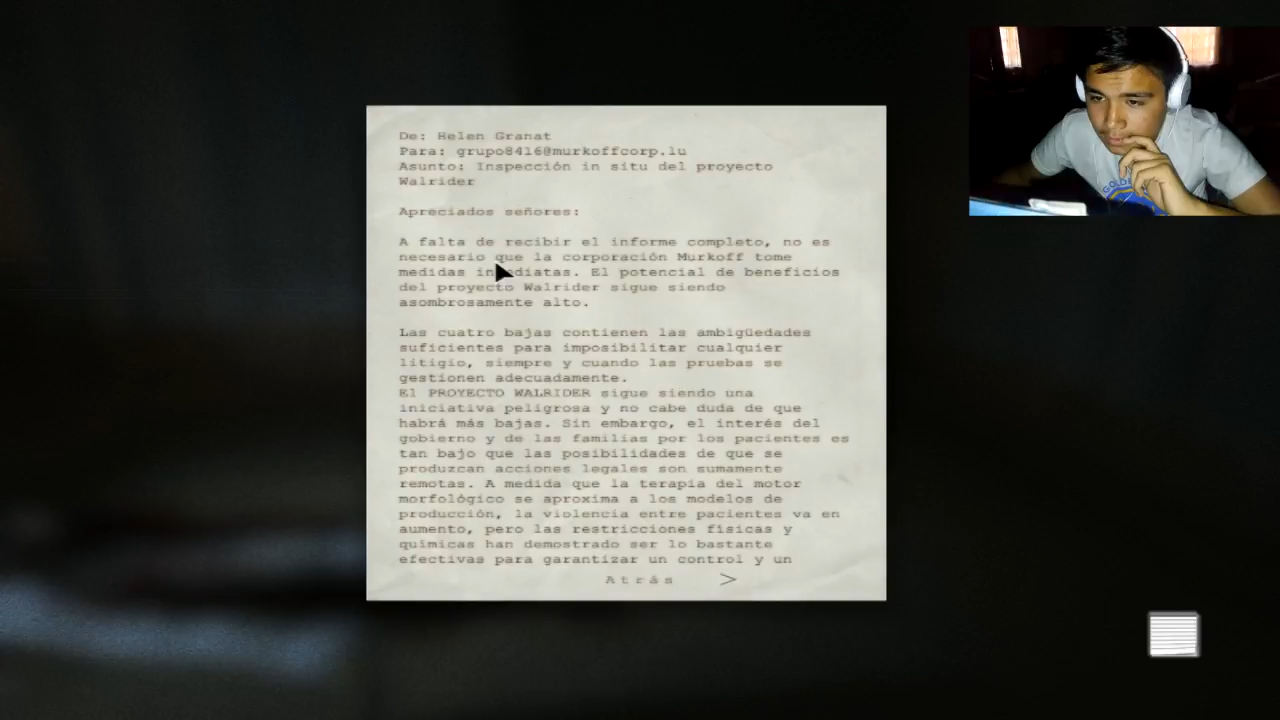 De: Helen Granat
Para: grupo8416@murkoffcorp.lu
Asunto: Inspección in situ del proyecto
Walrider
Apreciados señores:
A falta de recibir el informe completo, no es
necesario que la corporación Murkoff tome
medidas inmediatas. El potencial de beneficios
del proyecto Walrider sigue siendo
asombrosamente alto.
Las cuatro bajas contienen las ambigüedades
suficientes para imposibilitar cualquier
litigio, siempre y cuando las pruebas se
gestionen adecuadamente.
El PROYECTO WALRIDER sigue siendo una
iniciativa peligrosa y no cabe duda de que
habrá más bajas. Sin embargo, el interés del
gobierno y de las familias por los pacientes es
tan bajo que las posibilidades de que se
produzcan acciones legales son sumamente
remotas. A medida que la terapia del motor
morfológico se aproxima a los modelos de
producción, la violencia entre pacientes va en
aumento, pero las restricciones físicas y
químicas han demostrado ser lo bastante
efectivas para garantizar un control y un
Atrás >
GOLD